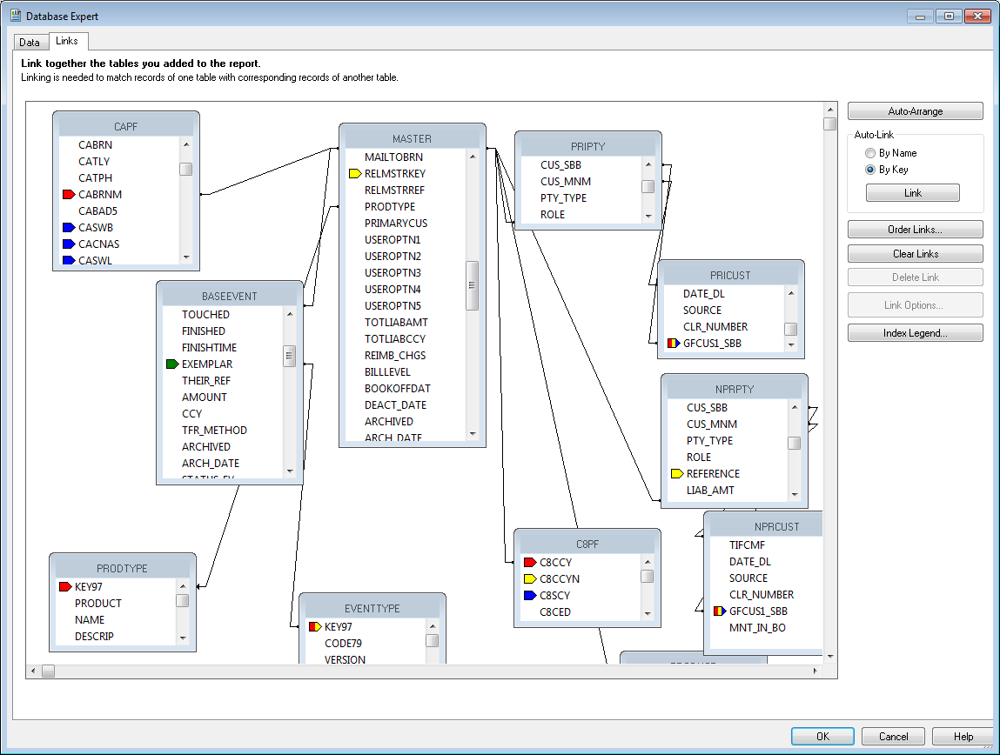 Database Expert
Data
Links
Link together the tables you added to the report.
Linking is needed to match records of one table with corresponding records of another table.
CAPF
CABRN
CATLY
CATPH
CABRNM
CABAD5
CASWB
CACNAS
CASWL
MASTER
MAILTOBRN
RELMSTRKEY
RELMSTRREF
PRODTYPE
PRIMARYCUS
USEROPTN1
USEROPTN2
USEROPTN3
USEROPTN4
USEROPTN5
TOTLIABAMT
TOTLIABCCY
REIMB_CHGS
BILLLEVEL
BOOKOFFDAT
DEACT_DATE
ARCHIVED
ARCH_DATE
PRIPTY
CUS_SBB
CUS_MNM
PTY_TYPE
ROLE
Auto-Arrange
Auto-Link
By Name
By Key
Link
Order Links...
Clear Links
Delete Link
Link Options...
Index Legend...
BASEEVENT
TOUCHED
FINISHED
FINISHTIME
EXEMPLAR
THEIR_REF
AMOUNT
CCY
TFR_METHOD
ARCHIVED
ARCH_DATE
STATUS_EV
PRICUST
DATE_DL
SOURCE
CLR_NUMBER
GFCUS1_SBB
NPRPTY
CUS_SBB
CUS_MNM
PTY_TYPE
ROLE
REFERENCE
LIAB_AMT
NPRCUST
TIFCMF
DATE_DL
SOURCE
CLR_NUMBER
GFCUS1_SBB
MNT_IN_BO
C8PF
C8CCY
C8CCYN
C8SCY
C8CED
PRODTYPE
KEY97
PRODUCT
NAME
DESCRIP
EVENTTYPE
KEY97
CODE79
VERSION
OK
Cancel
Help